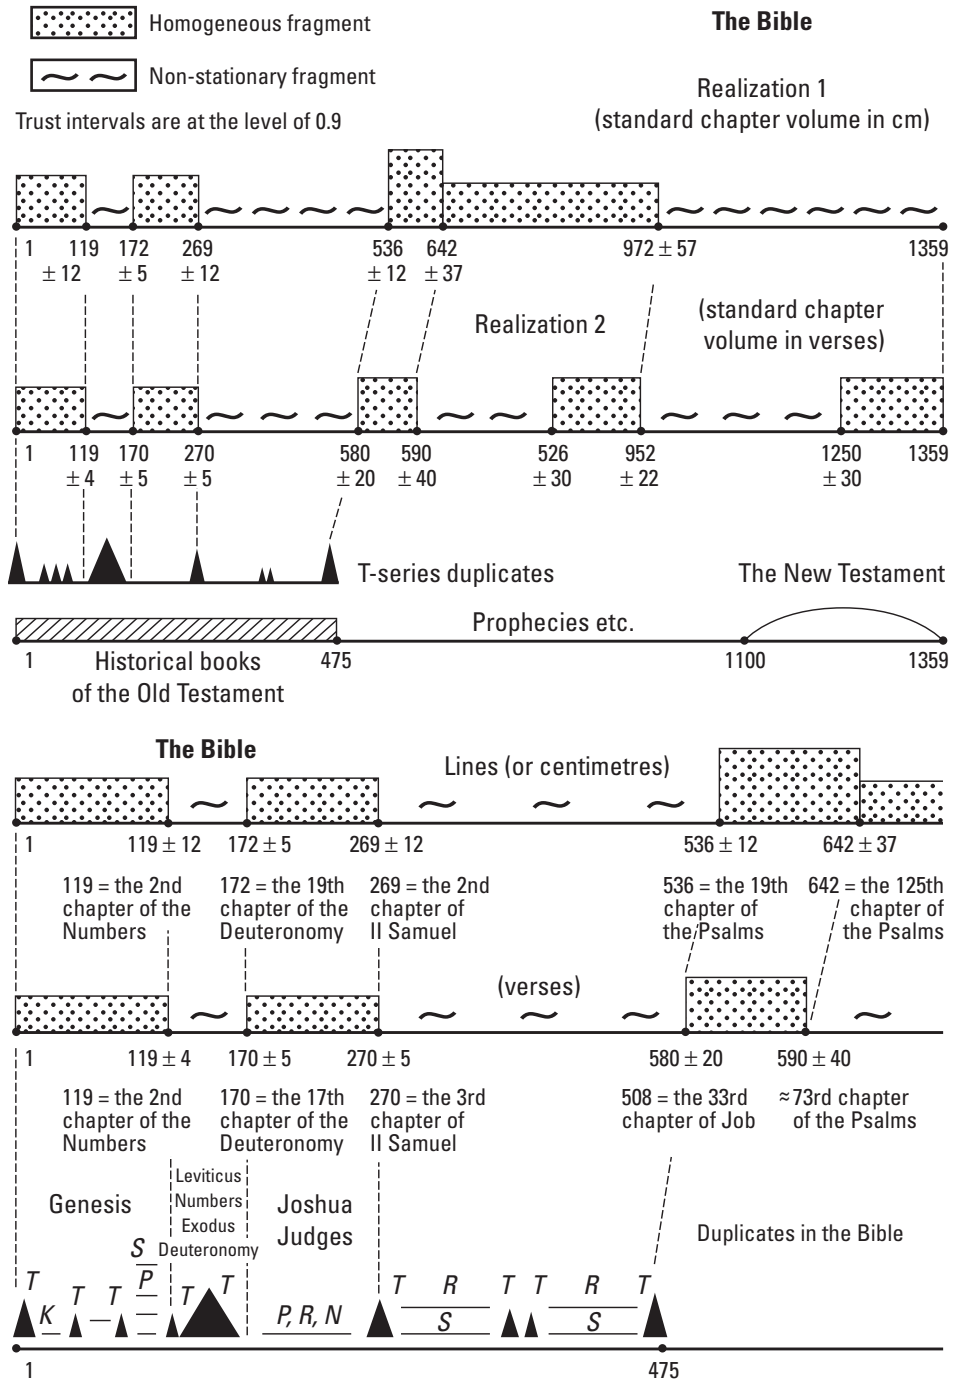 Homogeneous fragment
The Bible
Non-stationary fragment
Realization 1
(standard chapter volume in cm)
Trust intervals are at the level of 0.9
1 119 172 269 536 642 972 ± 57 1359
± 12 ± 5 ± 12 ± 12 ± 37
Realization 2
(standard chapter
volume in verses)
1 119 170 270 580 590 526 952 1250 1359
± 4 ± 5 ± 5 ± 20 ± 40 ± 30 ± 22 ± 30
T-series duplicates
The New Testament
Prophecies etc.
1 Historical books 475 1100 1359
of the Old Testament
The Bible
Lines (or centimetres)
1 119 ± 12 172 ± 5 269 ± 12 536 ± 12 642 ± 37
119 = the 2nd
chapter of the
Numbers
172 = the 19th
chapter of the
Deuteronomy
269 = the 2nd
chapter of
II Samuel
536 = the 19th
chapter of
the Psalms
642 = the 125th
chapter of
the Psalms
(verses)
1 119 ± 4 170 ± 5 270 ± 5 580 ± 20 590 ± 40
119 = the 2nd
chapter of the
Numbers
170 = the 17th
chapter of the
Deuteronomy
270 = the 3rd
chapter of
II Samuel
508 = the 33rd
chapter of Job
≈ 73rd chapter
of the Psalms
Genesis
Leviticus
Numbers
Exodus
Deuteronomy
Joshua
Judges
Duplicates in the Bible
S
T T T P T T T R T T R T
K P, R, N S S
1 475